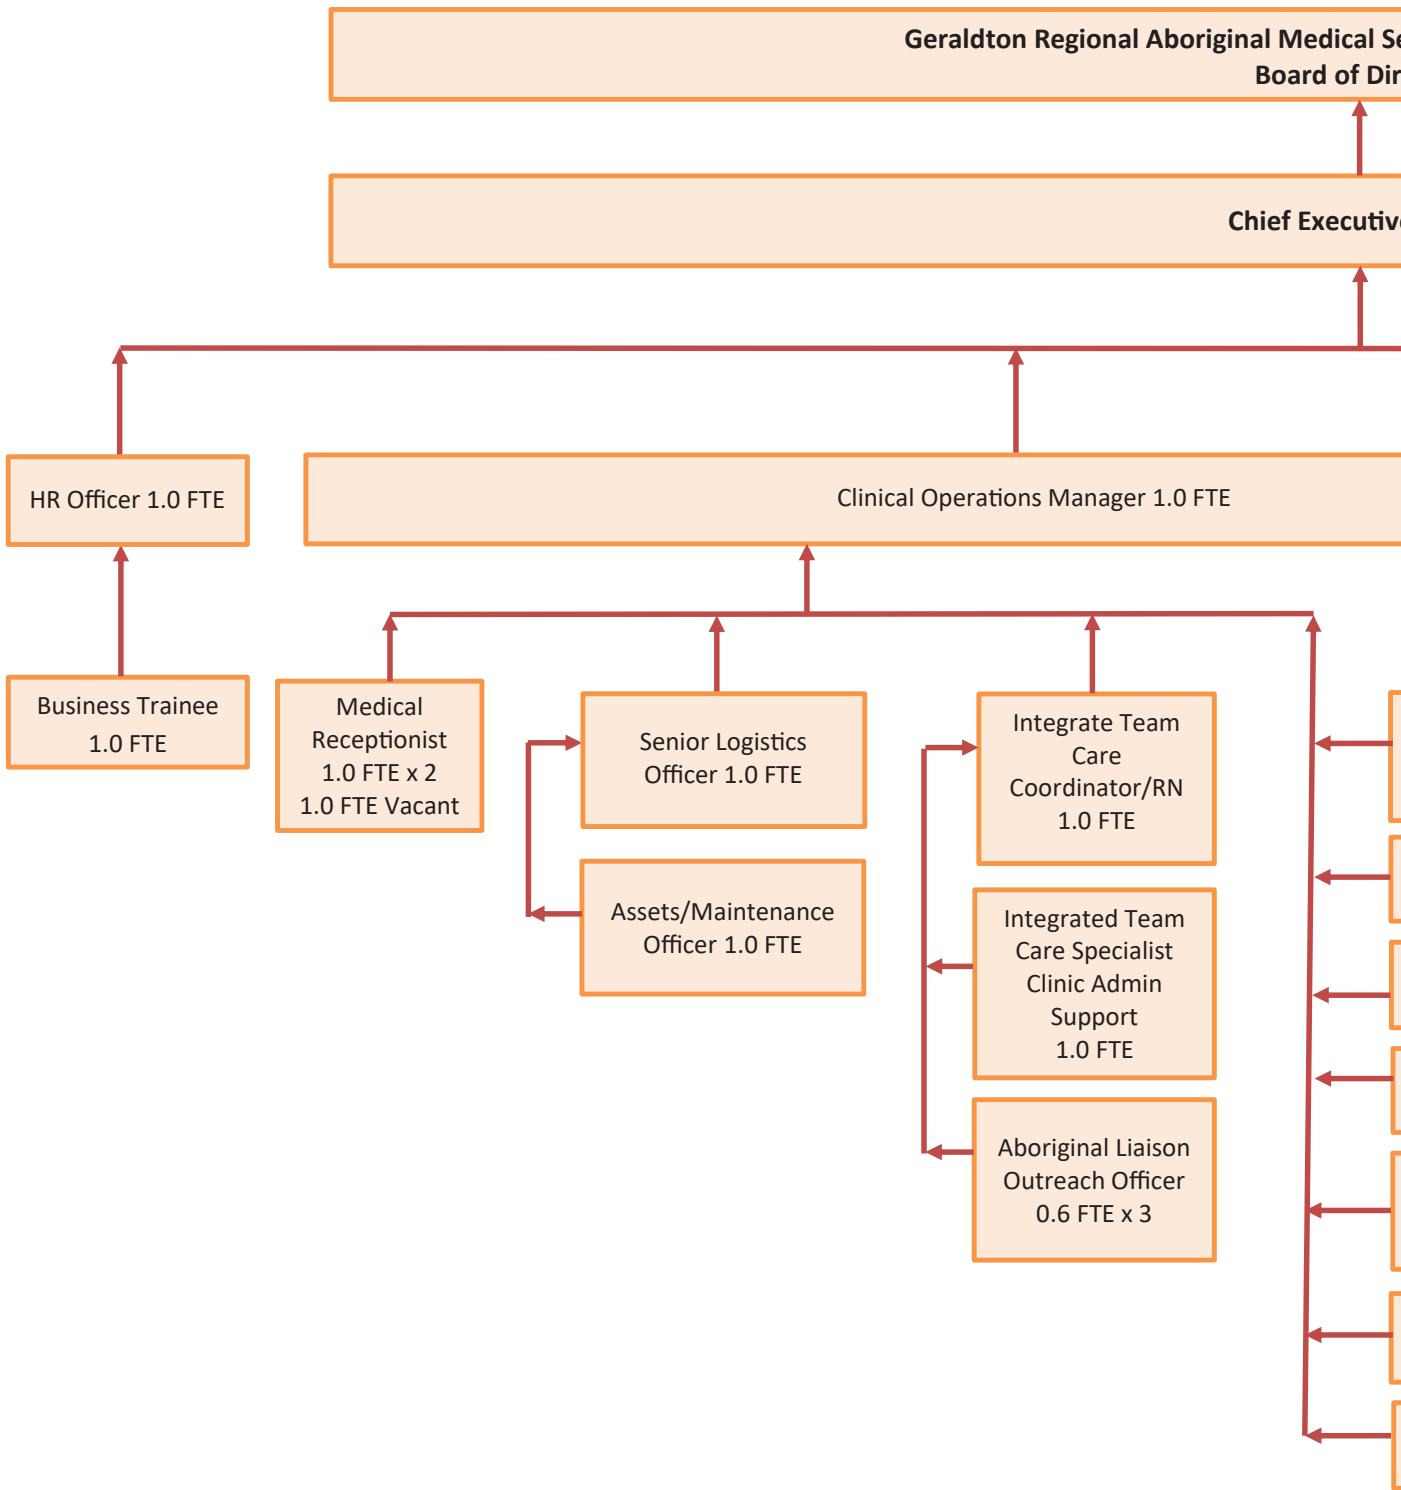 Geraldton Regional Aboriginal Medical
Board of
Chief
HR Officer 1.0 FTE
Clinical Operations Manager 1.0 FTE
Business Trainee
1.0 FTE
Medical
Receptionist
1.0 FTE x 2
1.0 FTE Vacant
Senior Logistics
Officer 1.0 FTE
Assets/Maintenance
Officer 1.0 FTE
Integrate Team
Care
Coordinator/RN
1.0 FTE
Integrated Team
Care Specialist
Clinic Admin
Support
1.0 FTE
Aboriginal Liaison
Outreach Officer
0.6 FTE x 3